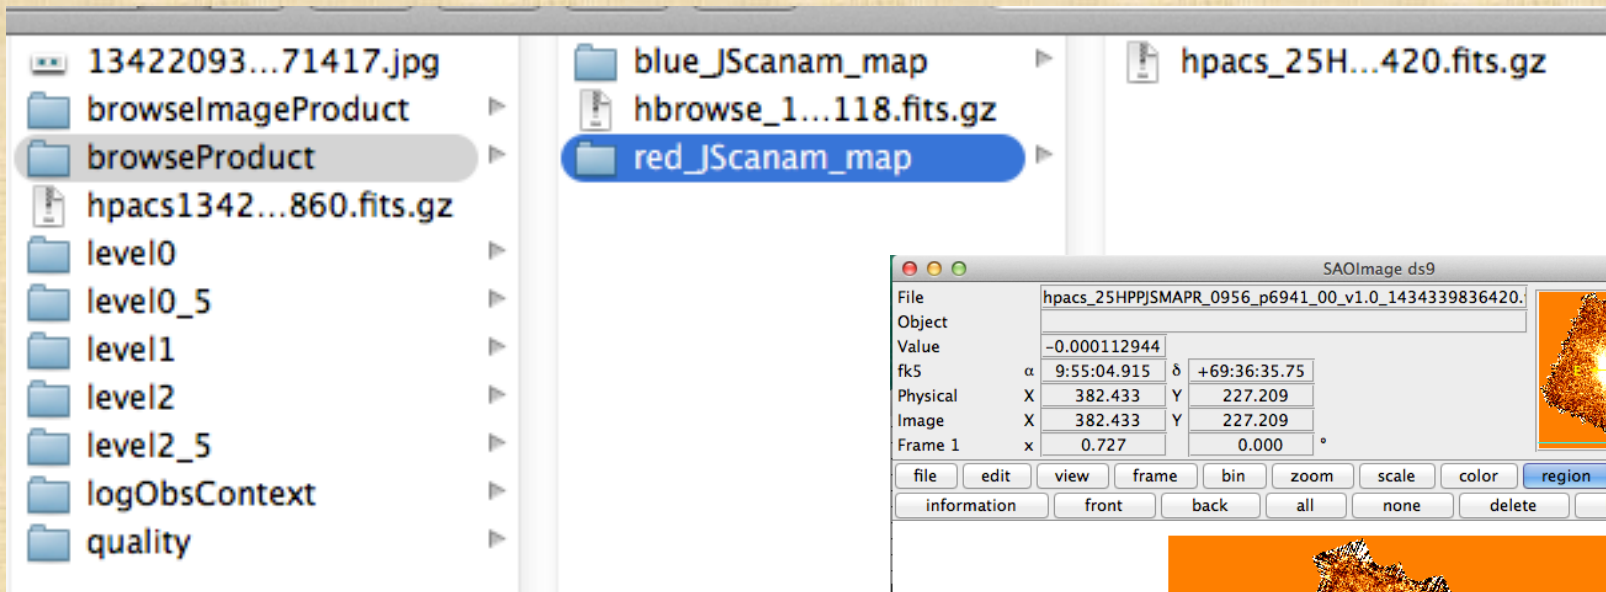 13422093...71417.jpg
browseImageProduct
browseProduct
hpacs1342...860.fits.gz
level0
level0_5
level1
level2
level2_5
logObsContext
quality
blue_JScanam_map
hbrowse_1...118.fits.gz
red_JScanam_map
hpacs_25H...420.fits.gz
SAOImage ds9
File hpacs_25HPPJSMAPR_0956_p6941_00_v1.0_1434339836420.
Object
Value -0.000112944
fk5 α 9:55:04.915 δ +69:36:35.75
Physical X 382.433 Y 227.209
Image X 382.433 Y 227.209
Frame 1 x 0.727 0.000 °
file edit view frame bin zoom scale color region
information front back all none delete
E